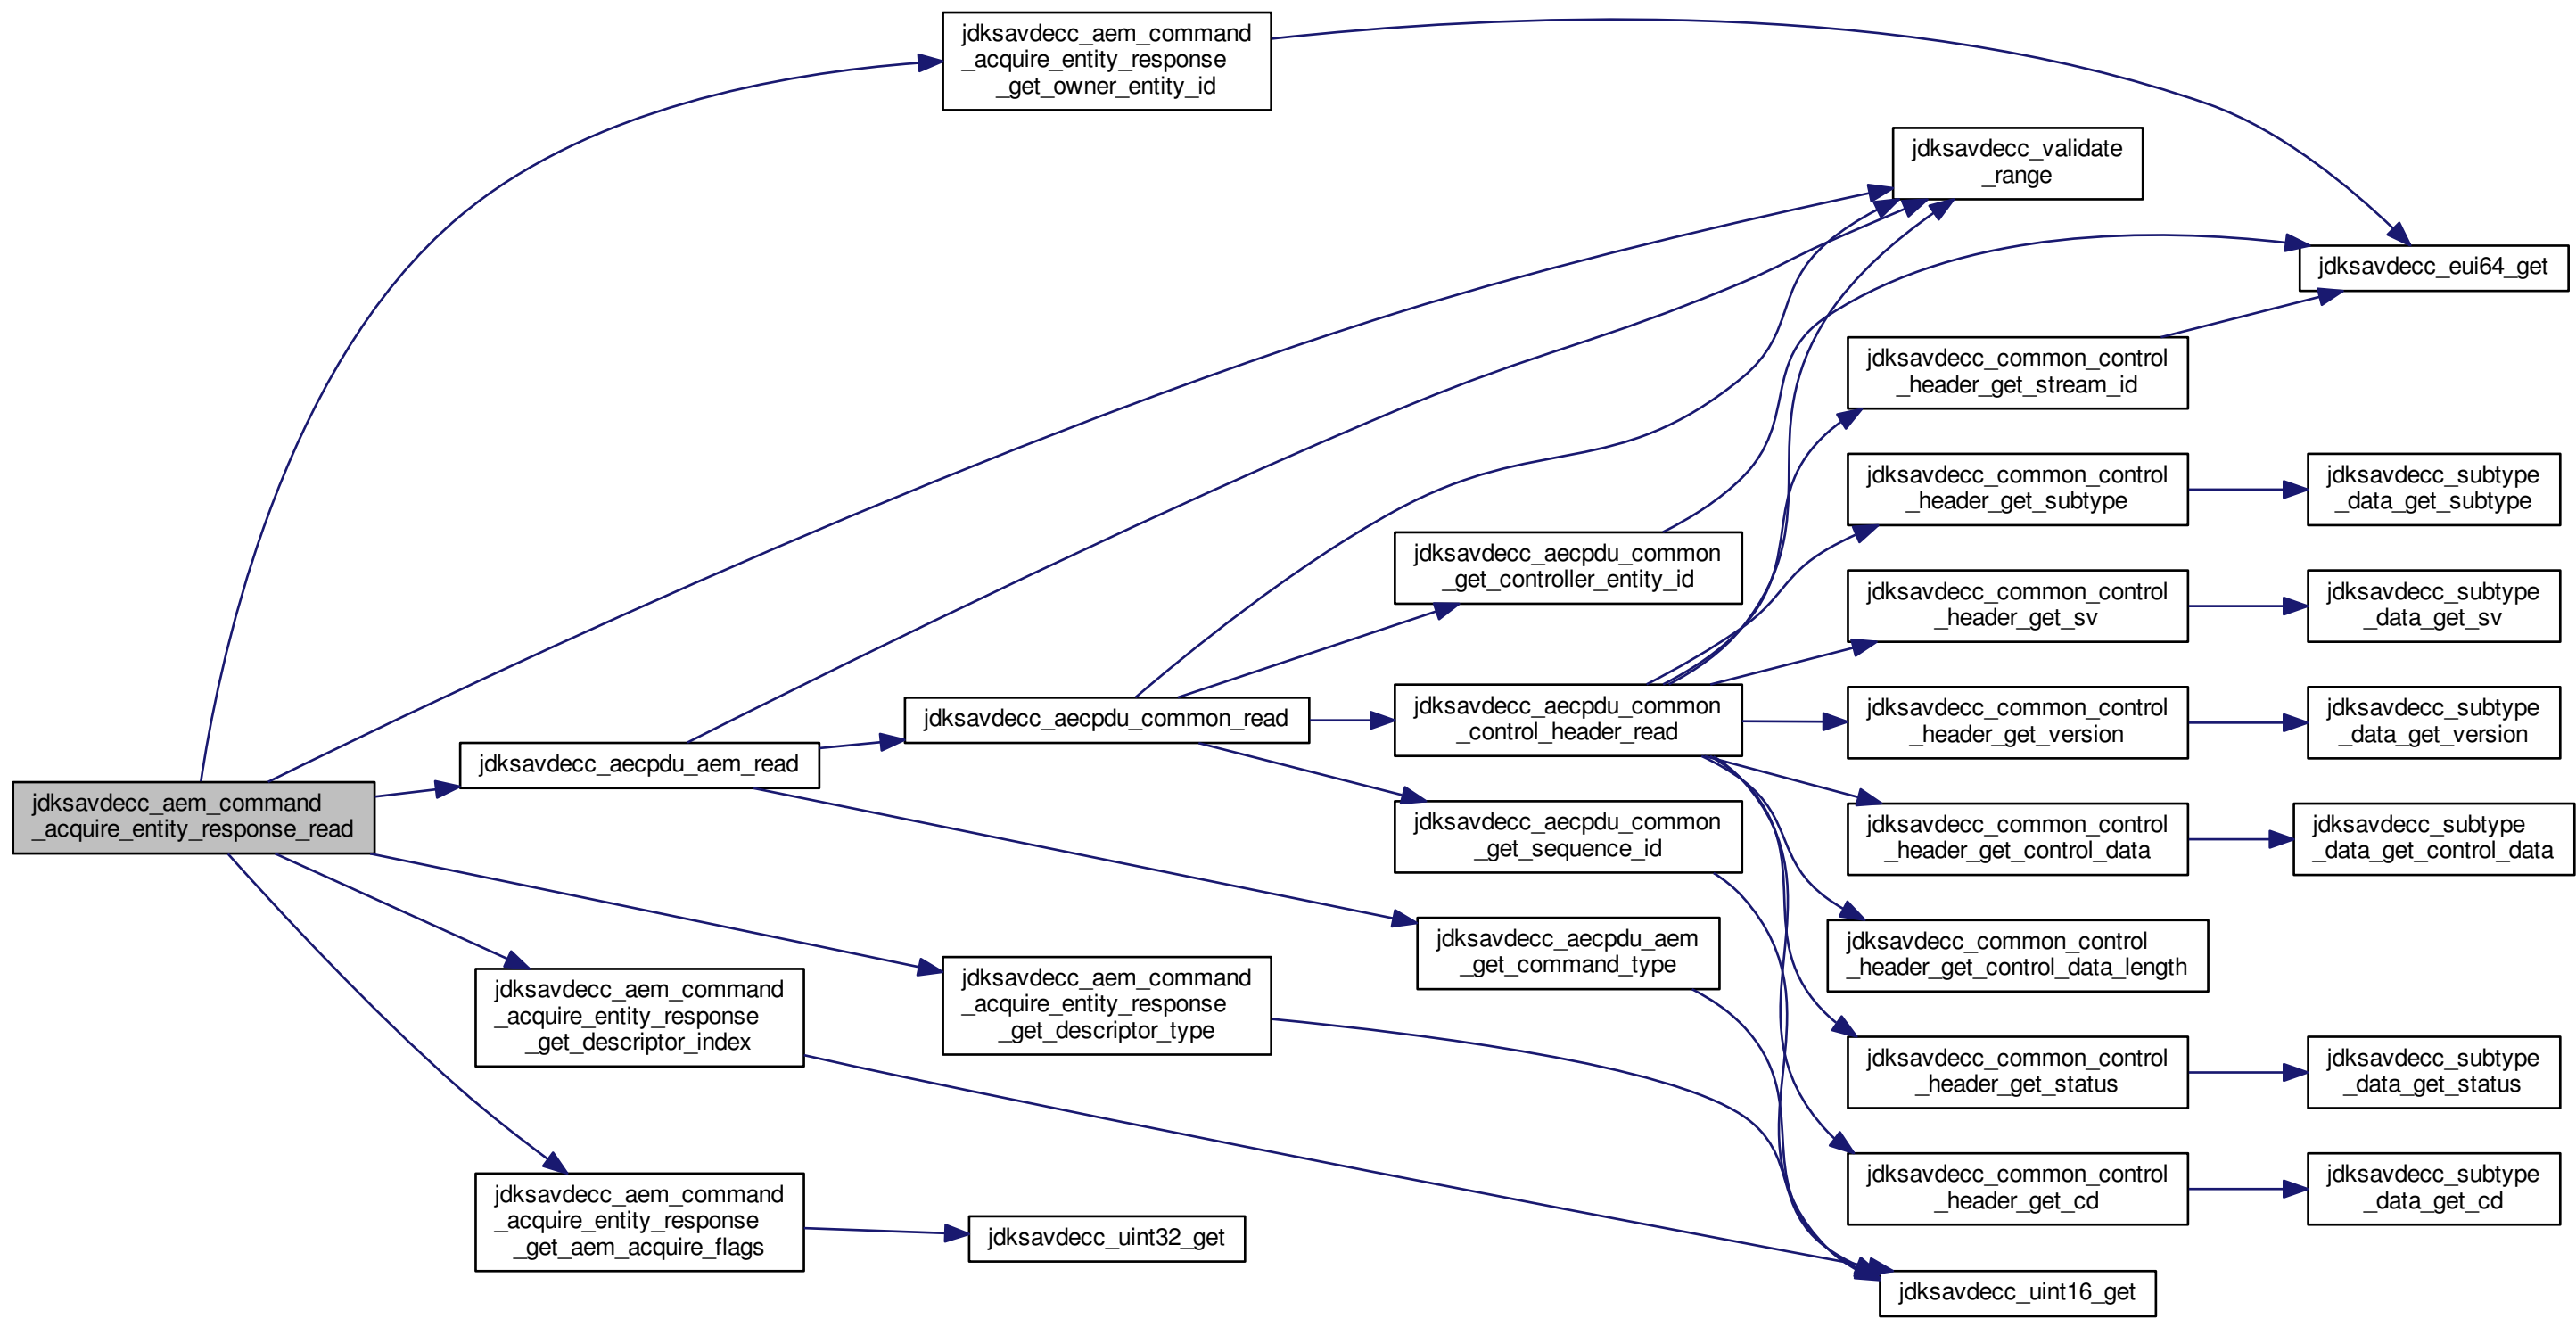 jdksavdecc_aem_command
_acquire_entity_response_read
jdksavdecc_aem_command
_acquire_entity_response
_get_owner_entity_id
jdksavdecc_validate
_range
jdksavdecc_eui64_get
jdksavdecc_aecpdu_aem_read
jdksavdecc_aecpdu_common_read
jdksavdecc_aecpdu_common
_get_controller_entity_id
jdksavdecc_aecpdu_common
_control_header_read
jdksavdecc_aecpdu_common
_get_sequence_id
jdksavdecc_aecpdu_aem
_get_command_type
jdksavdecc_common_control
_header_get_stream_id
jdksavdecc_common_control
_header_get_subtype
jdksavdecc_subtype
_data_get_subtype
jdksavdecc_common_control
_header_get_sv
jdksavdecc_subtype
_data_get_sv
jdksavdecc_common_control
_header_get_version
jdksavdecc_subtype
_data_get_version
jdksavdecc_common_control
_header_get_control_data
jdksavdecc_subtype
_data_get_control_data
jdksavdecc_common_control
_header_get_control_data_length
jdksavdecc_common_control
_header_get_status
jdksavdecc_subtype
_data_get_status
jdksavdecc_common_control
_header_get_cd
jdksavdecc_subtype
_data_get_cd
jdksavdecc_aem_command
_acquire_entity_response
_get_descriptor_index
jdksavdecc_aem_command
_acquire_entity_response
_get_descriptor_type
jdksavdecc_aem_command
_acquire_entity_response
_get_aem_acquire_flags
jdksavdecc_uint32_get
jdksavdecc_uint16_get